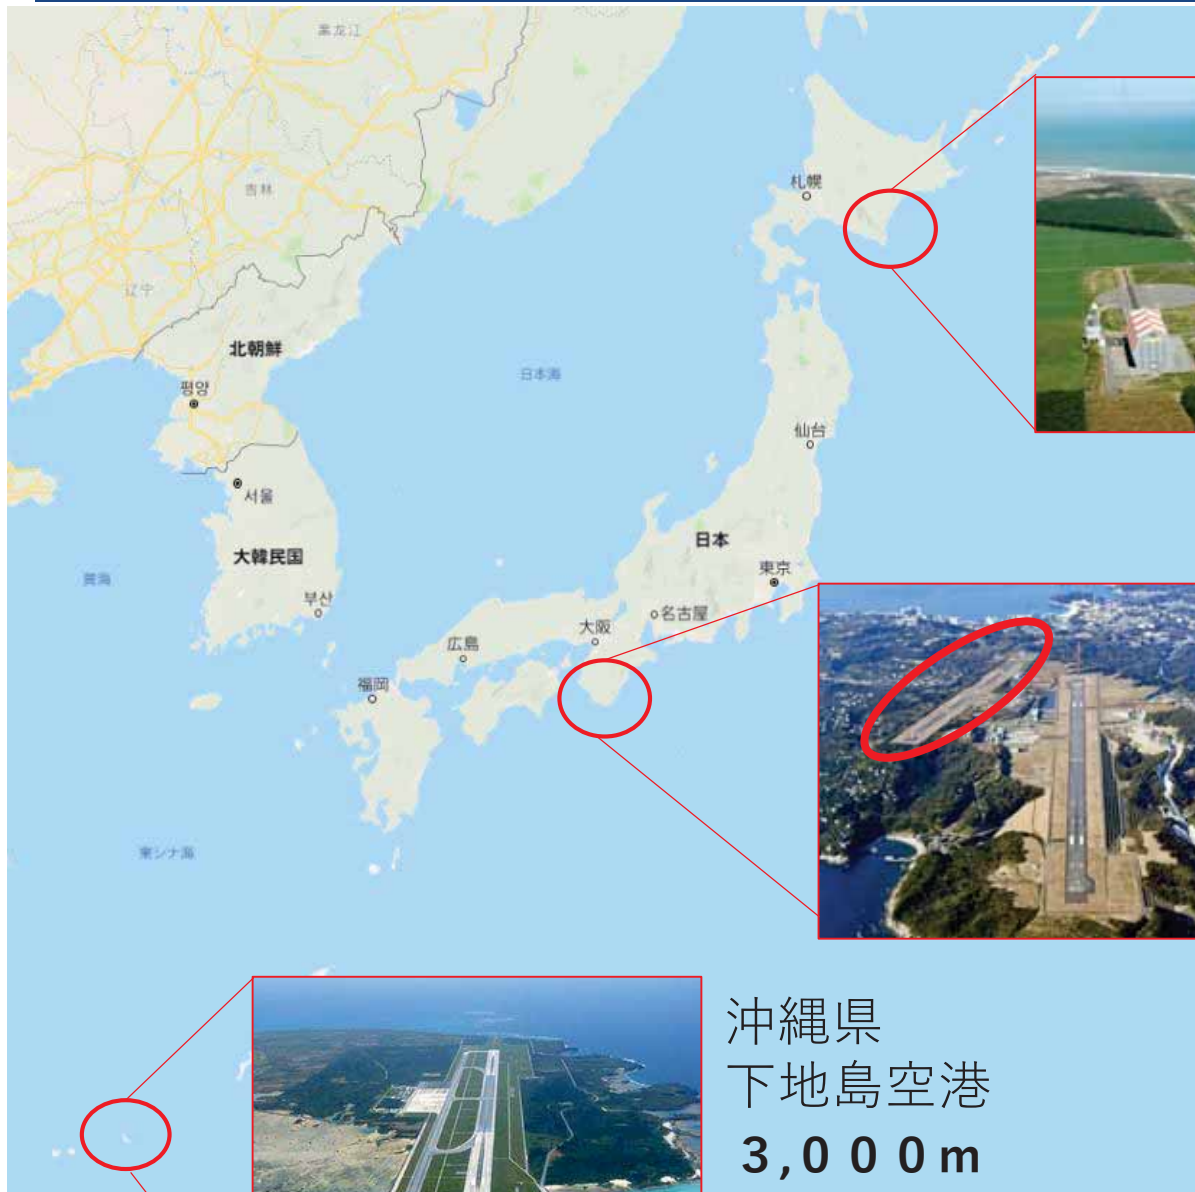 黑龙江
吉林
辽宁
札幌
北朝鮮
평양
日本海
仙台
서울
日本
大韓民国
東京
黄海
부산
名古屋
大阪
広島
福岡
東シナ海
沖縄県
下地島空港
3,000m